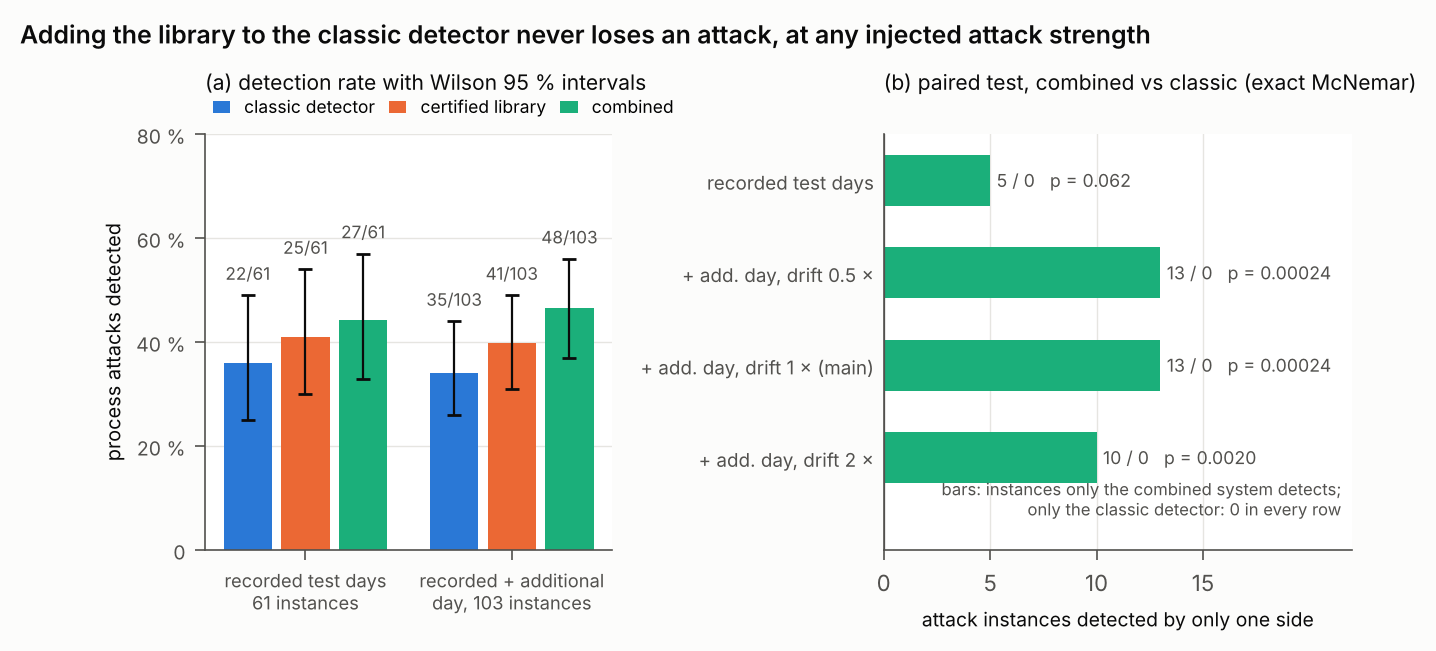 Adding the library to the classic detector never loses an attack, at any injected attack strength
(a) detection rate with Wilson 95 % intervals
classic detector certified library combined
80 %
60 %
40 %
20 %
0
process attacks detected
22/61
25/61
27/61
35/103
41/103
48/103
recorded test days
61 instances
recorded + additional
day, 103 instances
(b) paired test, combined vs classic (exact McNemar)
recorded test days
5 / 0 p = 0.062
+ add. day, drift 0.5 ×
13 / 0 p = 0.00024
+ add. day, drift 1 × (main)
13 / 0 p = 0.00024
+ add. day, drift 2 ×
10 / 0 p = 0.0020
bars: instances only the combined system detects;
only the classic detector: 0 in every row
0 5 10 15
attack instances detected by only one side